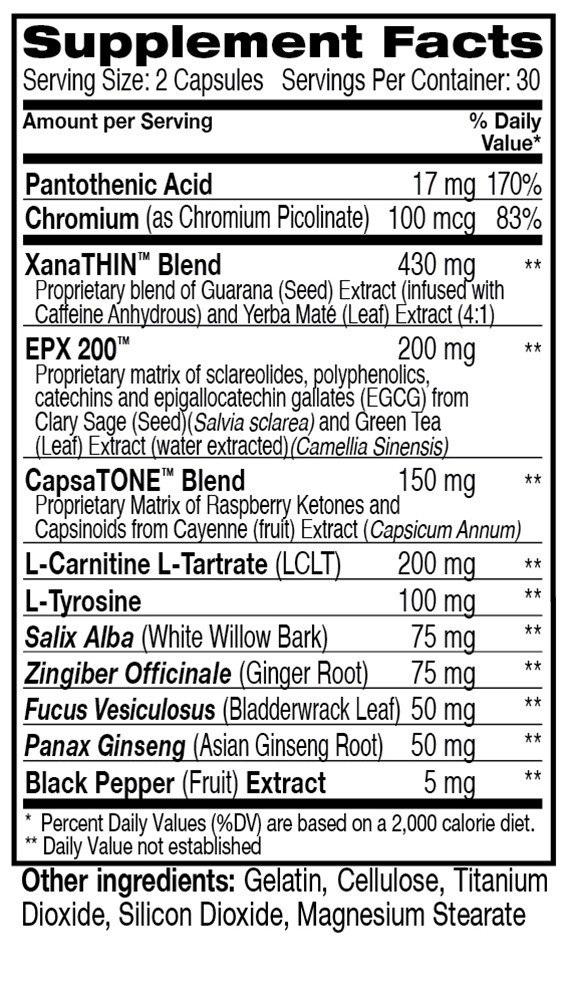 Supplement Facts
Serving Size: 2 Capsules Servings Per Container: 30
Amount per Serving % Daily
Value*
Pantothenic Acid 17 mg 170%
Chromium (as Chromium Picolinate) 100 mcg 83%
XanaTHIN™ Blend 430 mg **
Proprietary blend of Guarana (Seed) Extract (infused with
Caffeine Anhydrous) and Yerba Maté (Leaf) Extract (4:1)
EPX 200™ 200 mg **
Proprietary matrix of sclareolides, polyphenolics,
catechins and epigallocatechin gallates (EGCG) from
Clary Sage (Seed)(Salvia sclarea) and Green Tea
(Leaf) Extract (water extracted)(Camellia Sinensis)
CapsaTONE™ Blend 150 mg **
Proprietary Matrix of Raspberry Ketones and
Capsinoids from Cayenne (fruit) Extract (Capsicum Annum)
L-Carnitine L-Tartrate (LCLT) 200 mg **
L-Tyrosine 100 mg **
Salix Alba (White Willow Bark) 75 mg **
Zingiber Officinale (Ginger Root) 75 mg **
Fucus Vesiculosus (Bladderwrack Leaf) 50 mg **
Panax Ginseng (Asian Ginseng Root) 50 mg **
Black Pepper (Fruit) Extract 5 mg **
* Percent Daily Values (%DV) are based on a 2,000 calorie diet.
** Daily Value not established
Other ingredients: Gelatin, Cellulose, Titanium
Dioxide, Silicon Dioxide, Magnesium Stearate